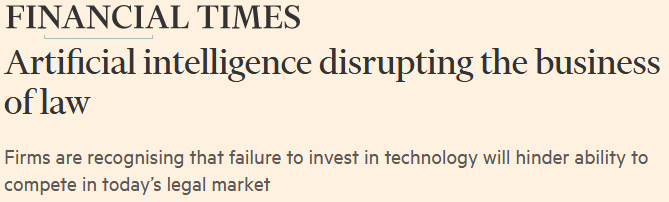 FINANCIAL TIMES
Artificial intelligence disrupting the business
of law
Firms are recognising that failure to invest in technology will hinder ability to
compete in today's legal market